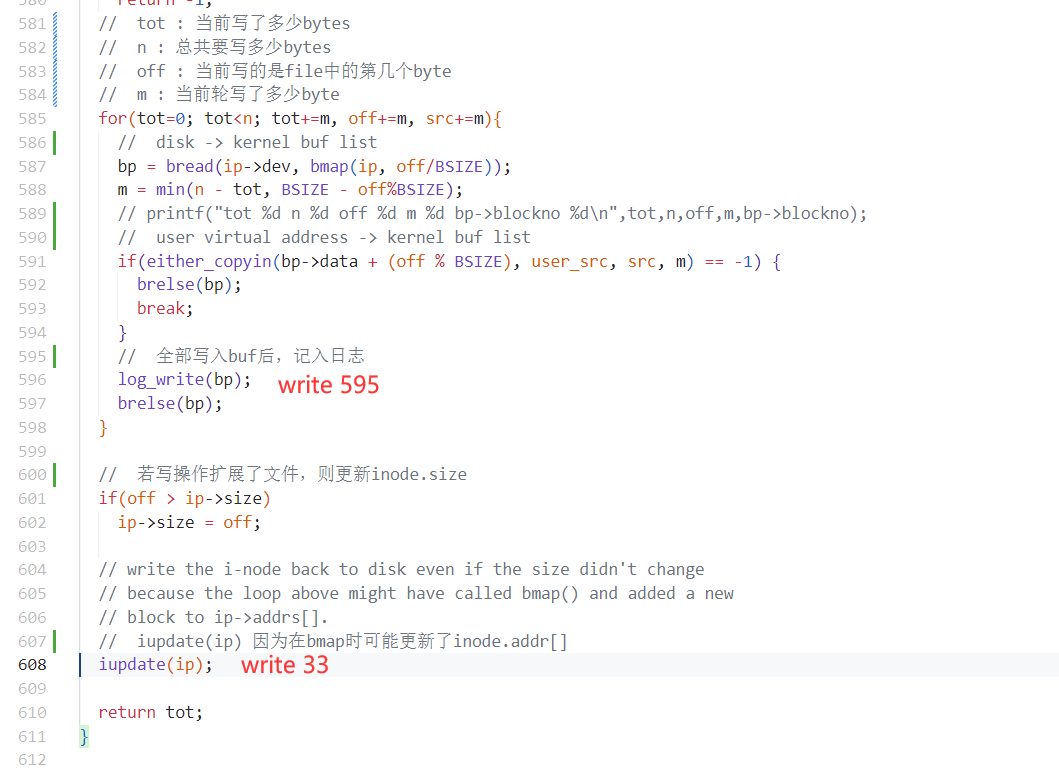 580 return -1;
581 // tot : 当前写了多少bytes
582 // n : 总共要写多少bytes
583 // off : 当前写的是file中的第几个byte
584 // m : 当前轮写了多少byte
585 for(tot=0; tot<n; tot+=m, off+=m, src+=m){
586 // disk -> kernel buf list
587 bp = bread(ip->dev, bmap(ip, off/BSIZE));
588 m = min(n - tot, BSIZE - off%BSIZE);
589 // printf("tot %d n %d off %d m %d bp->blockno %d\n",tot,n,off,m,bp->blockno);
590 // user virtual address -> kernel buf list
591 if(either_copyin(bp->data + (off % BSIZE), user_src, src, m) == -1) {
592 brelse(bp);
593 break;
594 }
595 // 全部写入buf后，记入日志
596 log_write(bp); write 595
597 brelse(bp);
598 }
599
600 // 若写操作扩展了文件，则更新inode.size
601 if(off > ip->size)
602 ip->size = off;
603
604 // write the i-node back to disk even if the size didn't change
605 // because the loop above might have called bmap() and added a new
606 // block to ip->addrs[].
607 // iupdate(ip) 因为在bmap时可能更新了inode.addr[]
608 iupdate(ip); write 33
609
610 return tot;
611 }
612